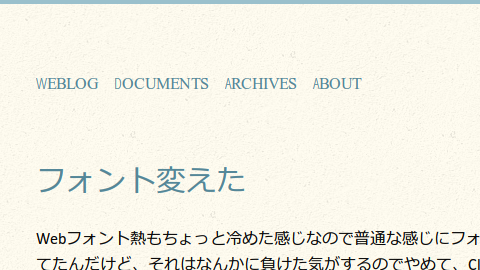 WEBLOG DOCUMENTS ARCHIVES ABOUT
フォント変えた
Webフォント熱もちょっと冷めた感じなので普通な感じにフォ
てたんだけど、それはなんかに負けた気がするのでやめて、Cl